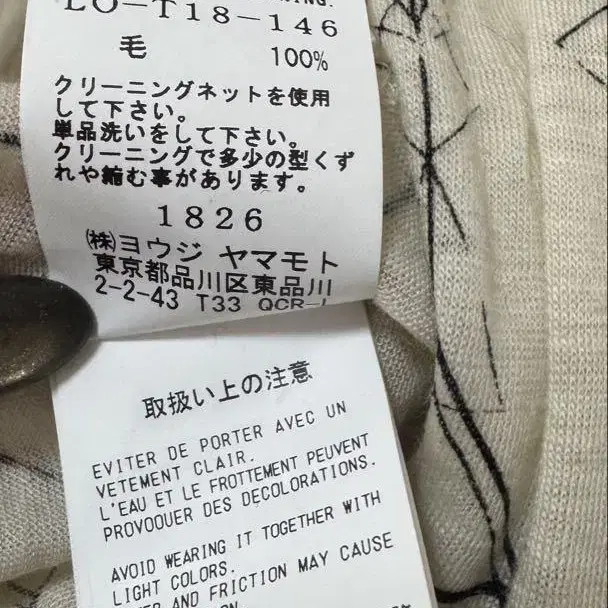 LO-T18-146
毛 100%
クリーニングネットを使用
して下さい。
単品洗いをして下さい。
クリーニングで多少の型くず
れや縮む事があります。
1826
㈱ヨウジ ヤマモト
東京都品川区東品川
2-2-43 T33 QCR-L
取扱い上の注意
EVITER DE PORTER AVEC UN
VETEMENT CLAIR.
L'EAU ET LE FROTTEMENT PEUVENT
PROVOQUER DES DECOLORATIONS.
AVOID WEARING IT TOGETHER WITH
LIGHT COLORS.
AND FRICTION MAY CAUSE